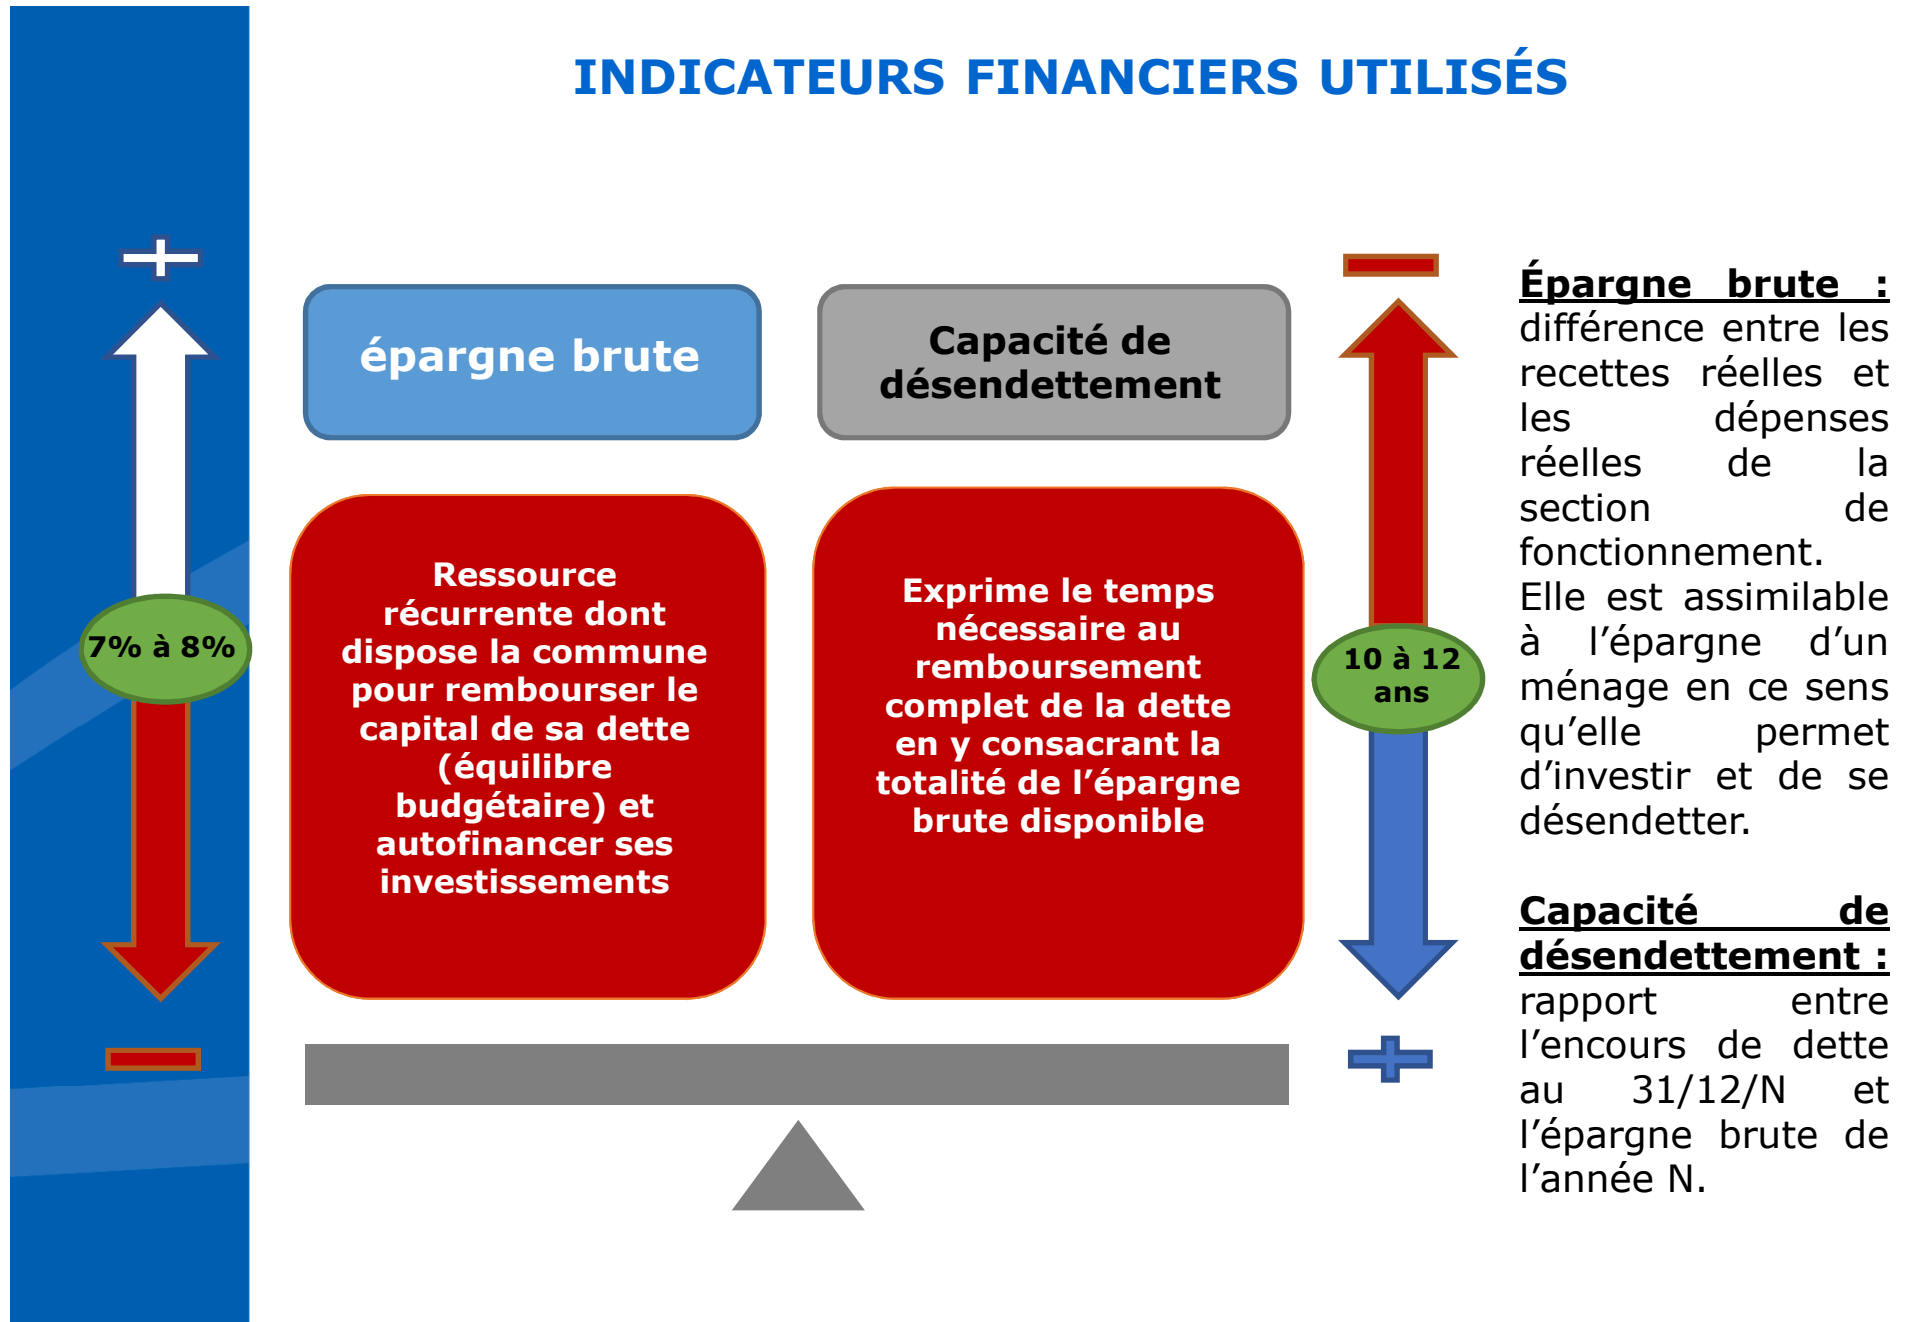 INDICATEURS FINANCIERS UTILISÉS
épargne brute
Capacité de
désendettement
7% à 8%
Ressource
récurrente dont
dispose la commune
pour rembourser le
capital de sa dette
(équilibre
budgétaire) et
autofinancer ses
investissements
Exprime le temps
nécessaire au
remboursement
complet de la dette
en y consacrant la
totalité de l’épargne
brute disponible
10 à 12
ans
Épargne brute :
différence entre les
recettes réelles et
les dépenses
réelles de la
section de
fonctionnement.
Elle est assimilable
à l’épargne d’un
ménage en ce sens
qu’elle permet
d’investir et de se
désendetter.
Capacité de
désendettement :
rapport entre
l’encours de dette
au 31/12/N et
l’épargne brute de
l’année N.